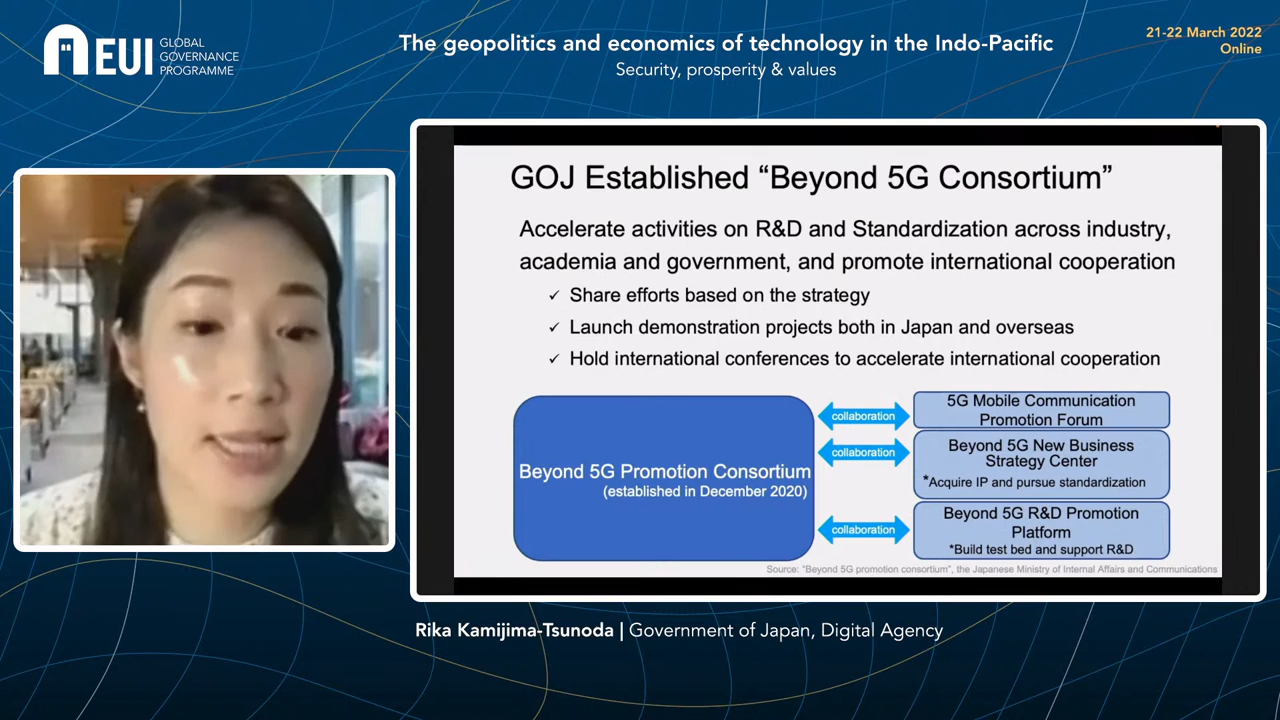 EUI
GLOBAL
GOVERNANCE
PROGRAMME
The geopolitics and economics of technology in the Indo-Pacific
Security, prosperity & values
21-22 March 2022
Online
GOJ Established “Beyond 5G Consortium”
Accelerate activities on R&D and Standardization across industry,
academia and government, and promote international cooperation
✓ Share efforts based on the strategy
✓ Launch demonstration projects both in Japan and overseas
✓ Hold international conferences to accelerate international cooperation
Beyond 5G Promotion Consortium
(established in December 2020)
collaboration
5G Mobile Communication
Promotion Forum
collaboration
Beyond 5G New Business
Strategy Center
*Acquire IP and pursue standardization
collaboration
Beyond 5G R&D Promotion
Platform
*Build test bed and support R&D
Source: “Beyond 5G promotion consortium”, the Japanese Ministry of Internal Affairs and Communications
Rika Kamijima-Tsunoda | Government of Japan, Digital Agency